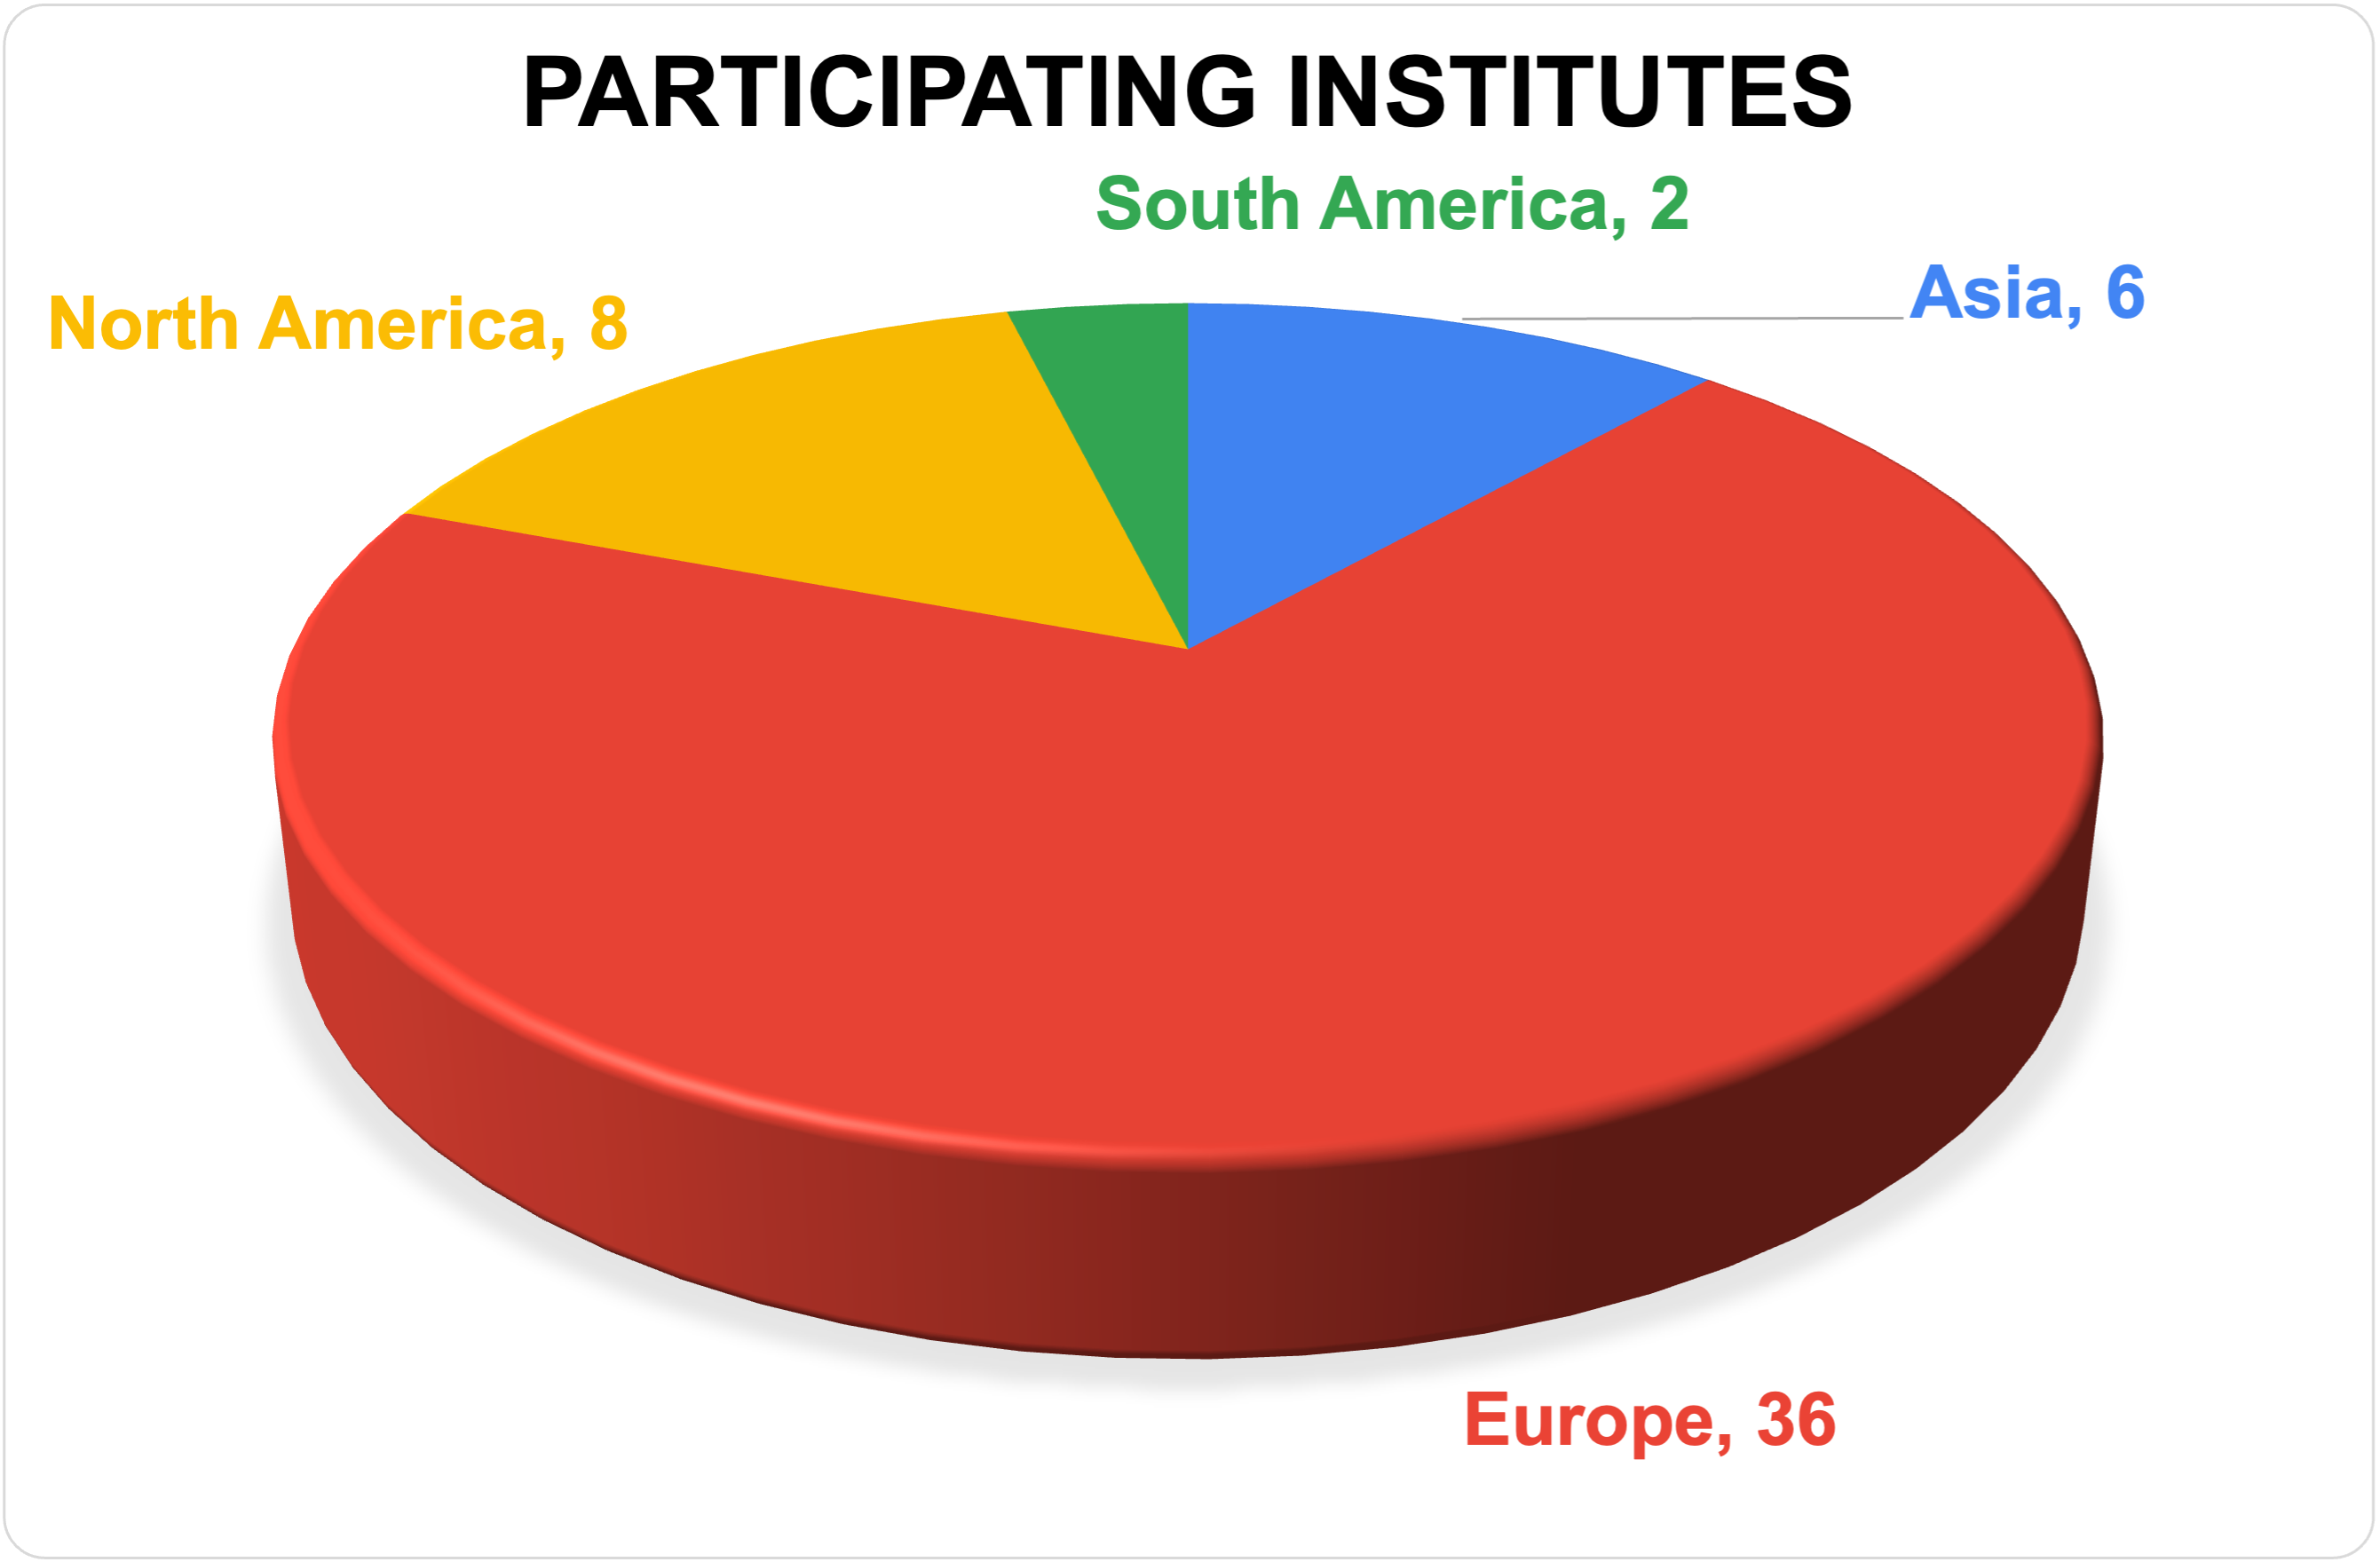 PARTICIPATING INSTITUTES
South America, 2
Asia, 6
North America, 8
Europe, 36